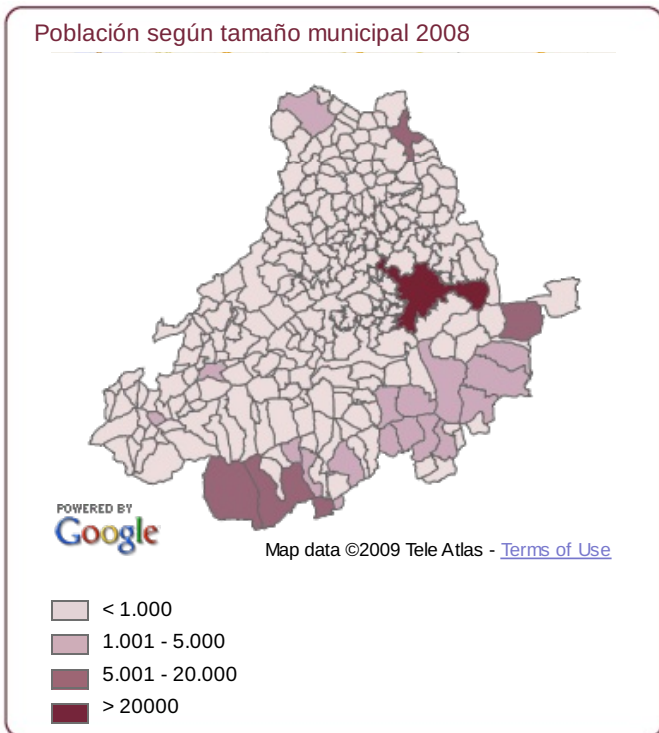 Población según tamaño municipal 2008
POWERED BY
Google
Map data ©2009 Tele Atlas - Terms of Use
< 1.000
1.001 - 5.000
5.001 - 20.000
> 20000